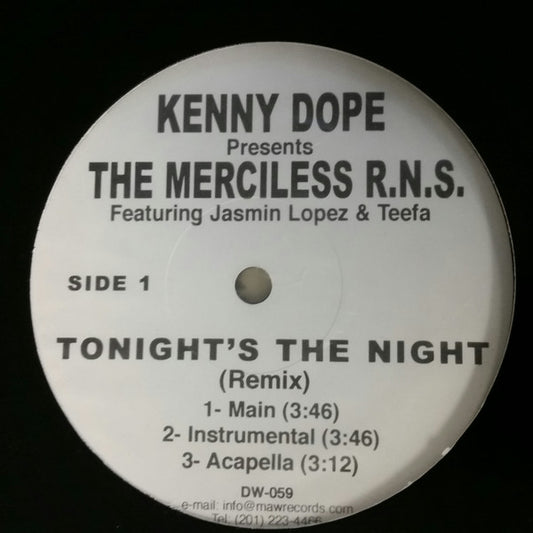 KENNY DOPE
Presents
THE MERCILESS R.N.S.
Featuring Jasmin Lopez & Teefa
SIDE 1
TONIGHT'S THE NIGHT
(Remix)
1- Main (3:46)
2- Instrumental (3:46)
3- Acapella (3:12)
DW-059
e-mail: info@mawrecords.com
Tel: (201) 223-4466